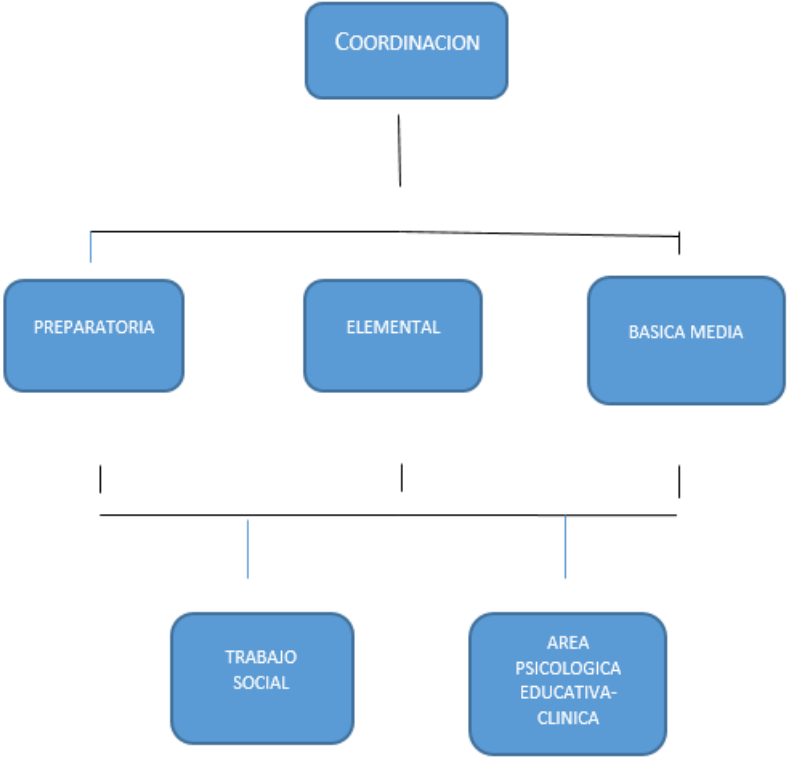 COORDINACION
PREPARATORIA
ELEMENTAL
BASICA MEDIA
TRABAJO
SOCIAL
AREA
PSICOLOGICA
EDUCATIVA-
CLINICA